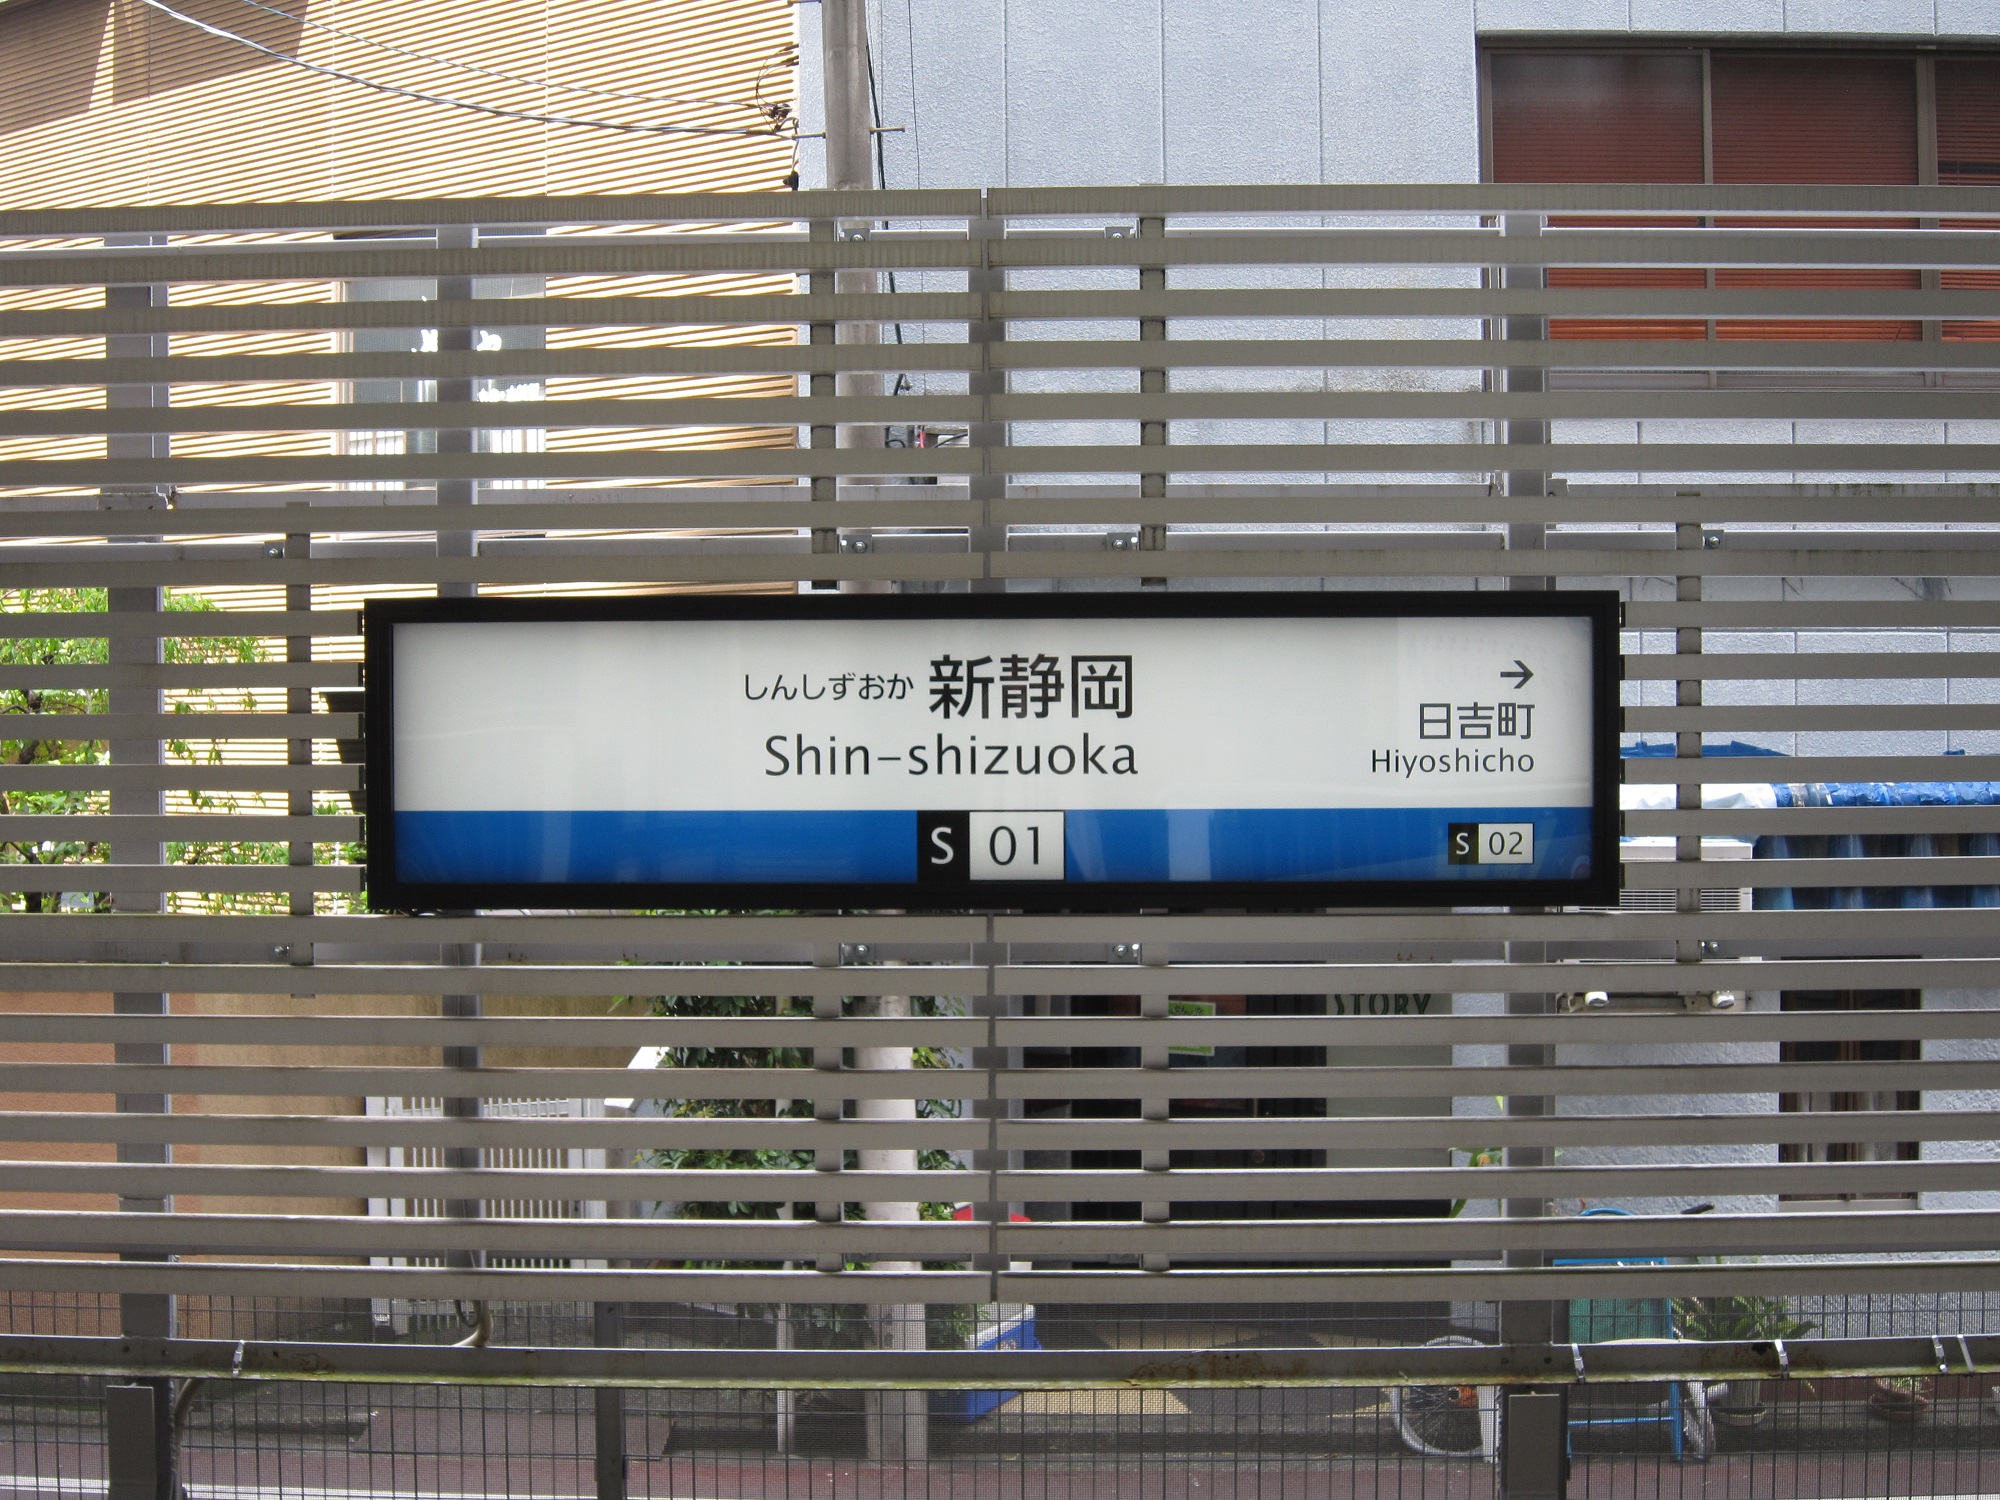 しんしずおか 新静岡
Shin-shizuoka
→
日吉町
Hiyoshicho
S 01
S 02
STORY